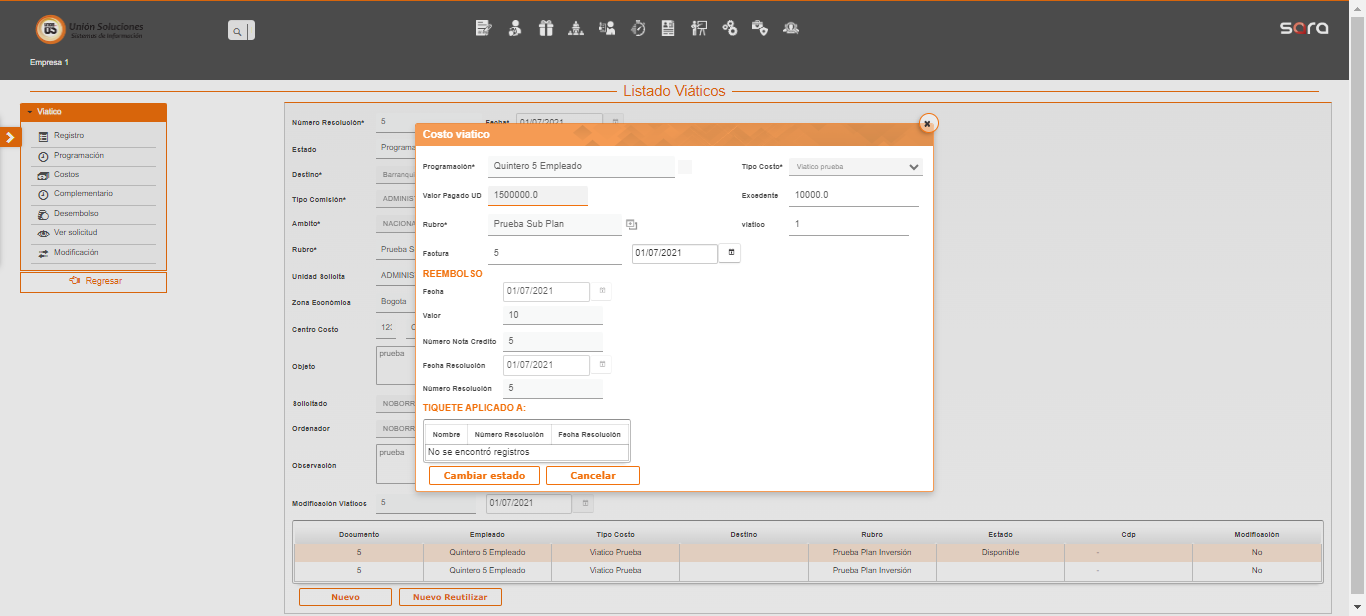 Unión Soluciones
Sistemas de Información
sora
Empresa 1
Listado Viáticos
Viatico
Registro
Programación
Costos
Complementario
Desembolso
Ver solicitud
Modificación
Regresar
Número Resolución* 5 Fecha* 01/07/2021
Estado Programa
Destino* Barranqui
Tipo Comisión* ADMINIS
Ambito* NACIONA
Rubro* Prueba S
Unidad Solicita ADMINIS
Zona Económica Bogota
Centro Costo 12: C
Objeto prueba
Solicitado NOBORR
Ordenador NOBORR
Observación prueba
Modificación Viaticos 5 01/07/2021
Costo viatico
Programación* Quintero 5 Empleado Tipo Costo* Viatico prueba
Valor Pagado UD 1500000.0 Excedente 10000.0
Rubro* Prueba Sub Plan viatico 1
Factura 5 01/07/2021
REEMBOLSO
Fecha 01/07/2021
Valor 10
Número Nota Credito 5
Fecha Resolución 01/07/2021
Número Resolución 5
TIQUETE APLICADO A:
Nombre Número Resolución Fecha Resolución
No se encontró registros
Cambiar estado Cancelar
Documento Empleado Tipo Costo Destino Rubro Estado Cdp Modificación
5 Quintero 5 Empleado Viatico Prueba Prueba Plan Inversión Disponible - No
5 Quintero 5 Empleado Viatico Prueba Prueba Plan Inversión - No
Nuevo Nuevo Reutilizar